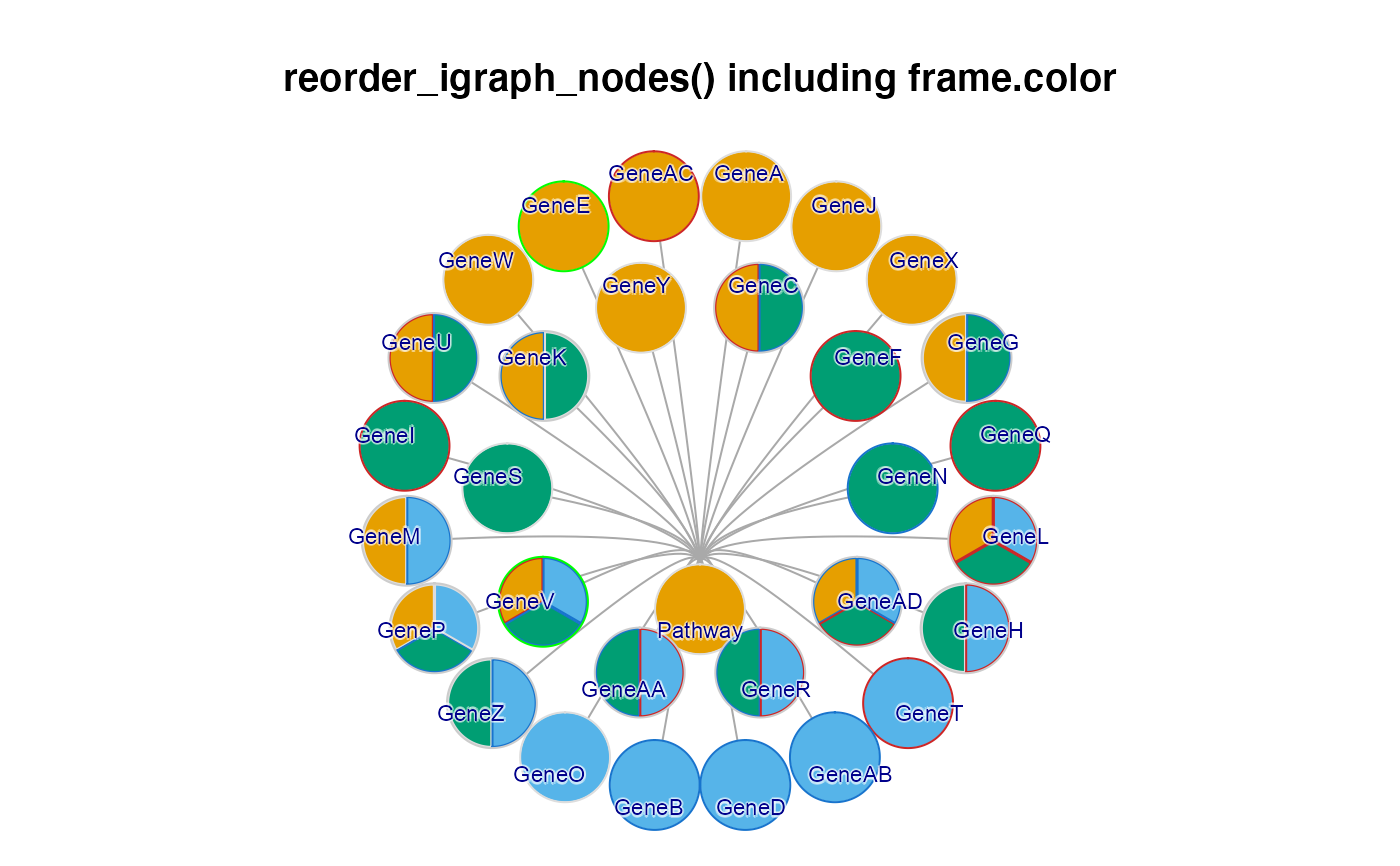 reorder_igraph_nodes() including frame.color
GeneAC
GeneA
GeneE
GeneJ
GeneW
GeneX
GeneY
GeneC
GeneU
GeneG
GeneK
GeneF
GeneI
GeneQ
GeneS
GeneN
GeneM
GeneL
GeneV
GeneAD
GeneP
Pathway
GeneH
GeneAA
GeneR
GeneZ
GeneT
GeneO
GeneAB
GeneB
GeneD